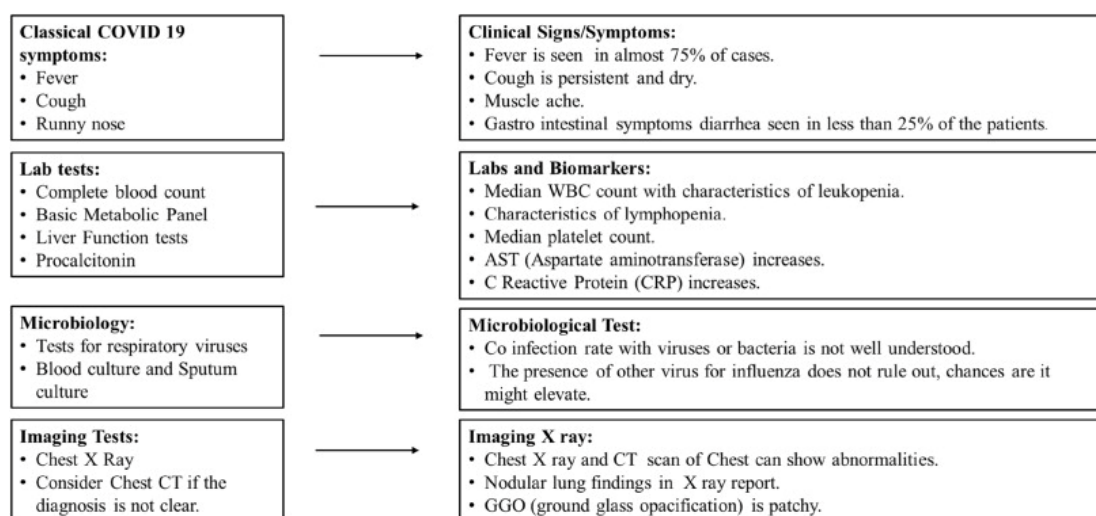 Classical COVID 19
symptoms:
• Fever
• Cough
• Runny nose
Clinical Signs/Symptoms:
• Fever is seen in almost 75% of cases.
• Cough is persistent and dry.
• Muscle ache.
• Gastro intestinal symptoms diarrhea seen in less than 25% of the patients.
Lab tests:
• Complete blood count
• Basic Metabolic Panel
• Liver Function tests
• Procalcitonin
Labs and Biomarkers:
• Median WBC count with characteristics of leukopenia.
• Characteristics of lymphopenia.
• Median platelet count.
• AST (Aspartate aminotransferase) increases.
• C Reactive Protein (CRP) increases.
Microbiology:
• Tests for respiratory viruses
• Blood culture and Sputum
culture
Microbiological Test:
• Co infection rate with viruses or bacteria is not well understood.
• The presence of other virus for influenza does not rule out, chances are it
might elevate.
Imaging Tests:
• Chest X Ray
• Consider Chest CT if the
diagnosis is not clear.
Imaging X ray:
• Chest X ray and CT scan of Chest can show abnormalities.
• Nodular lung findings in X ray report.
• GGO (ground glass opacification) is patchy.